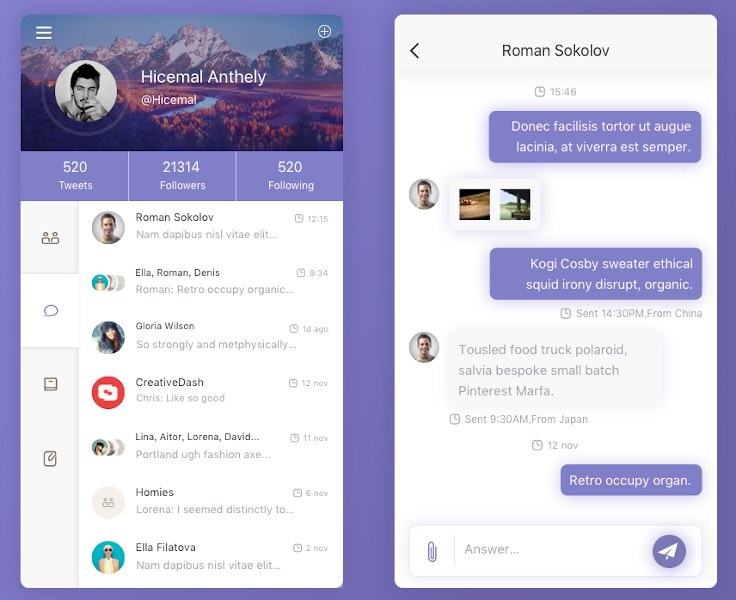 Hicemal Anthely
@Hicemal
520
Tweets
21314
Followers
520
Following
Roman Sokolov
12:15
Nam dapibus nisl vitae elit...
Ella, Roman, Denis
9:34
Roman: Retro occupy organic...
Gloria Wilson
1d ago
So strongly and metphysically...
CreativeDash
12 nov
Chris: Like so good
Lina, Aitor, Lorena, David...
11 nov
Portland ugh fashion axe...
Homies
6 nov
Lorena: I seemed distinctly to...
Ella Filatova
2 nov
Nam dapibus nisl vitae elit...
Roman Sokolov
15:46
Donec facilisis tortor ut augue
lacinia, at viverra est semper.
Kogi Cosby sweater ethical
squid irony disrupt, organic.
Sent 14:30PM,From China
Tousled food truck polaroid,
salvia bespoke small batch
Pinterest Marfa.
Sent 9:30AM,From Japan
12 nov
Retro occupy organ.
Answer...